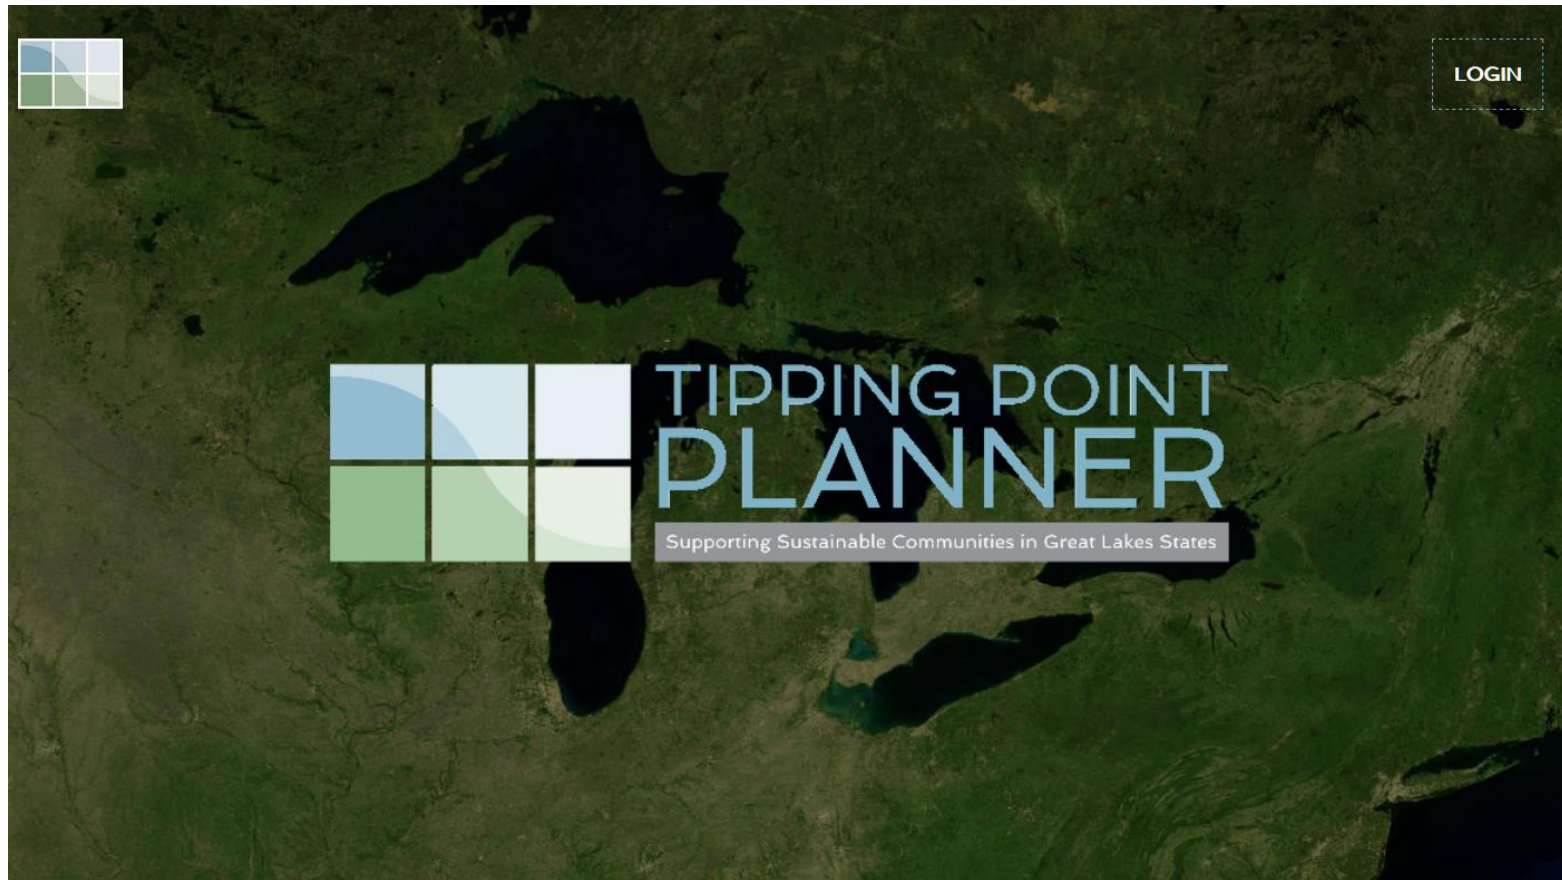 LOGIN
TIPPING POINT
PLANNER
Supporting Sustainable Communities in Great Lakes States